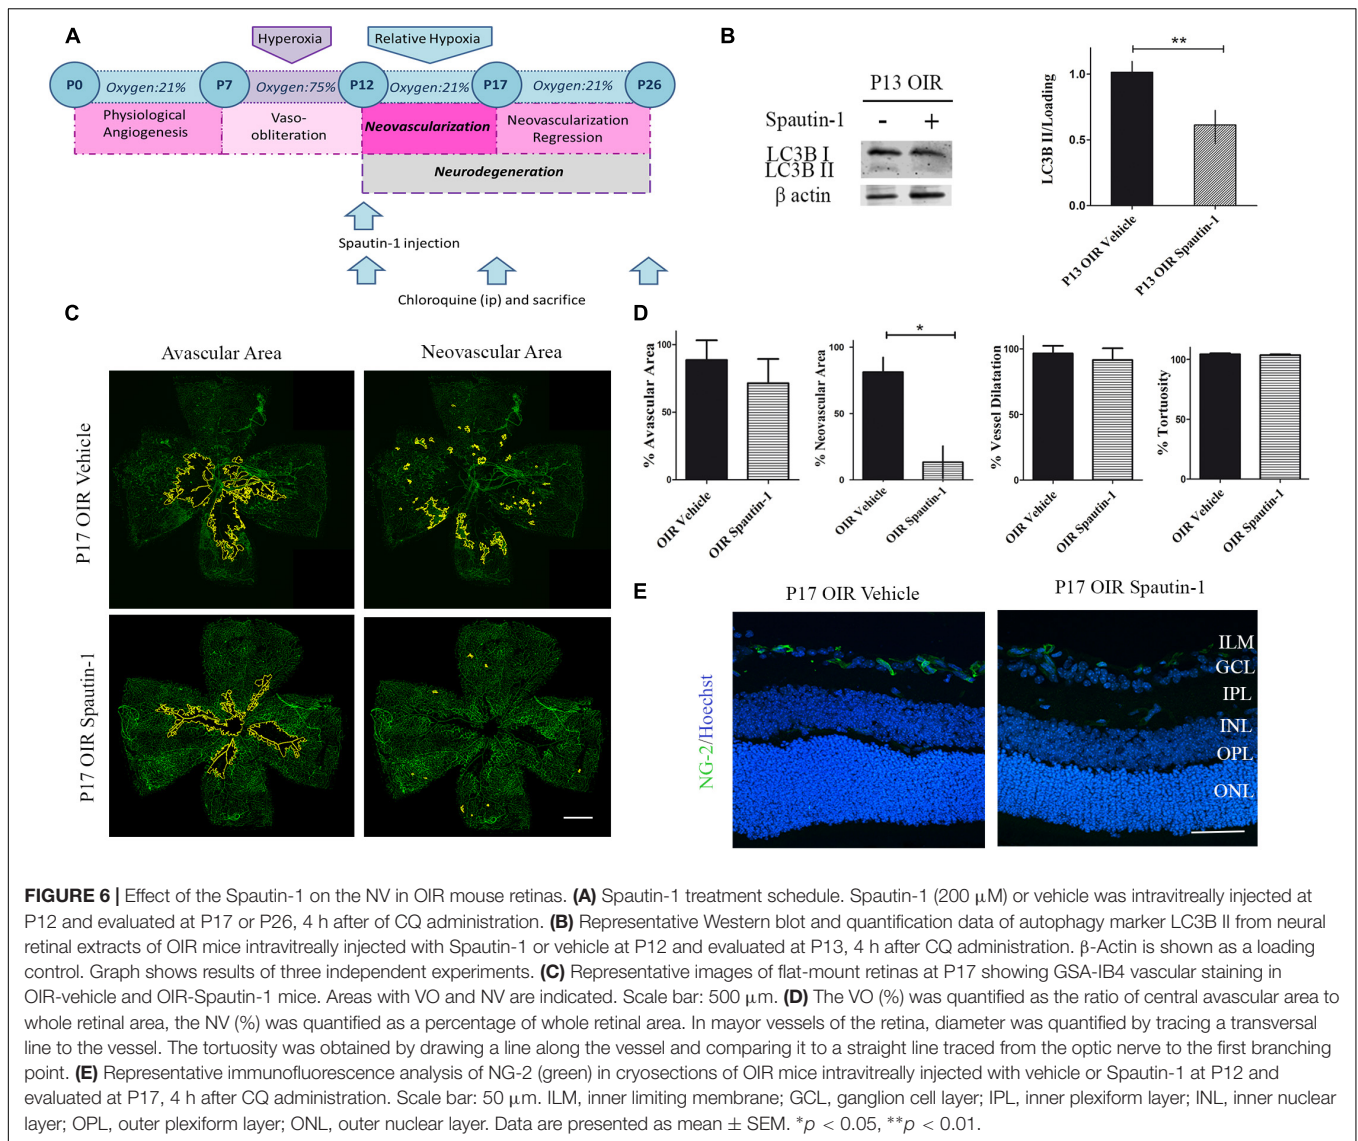 A
Hyperoxia
Relative Hypoxia
P0
Oxygen:21%
P7
Oxygen:75%
P12
Oxygen:21%
P17
Oxygen:21%
P26
Physiological
Angiogenesis
Vaso-
obliteration
Neovascularization
Neovascularization
Regression
Neurodegeneration
Spautin-1 injection
Chloroquine (ip) and sacrifice
B
P13 OIR
Spautin-1 - +
LC3B I
LC3B II
β actin
LC3B II/Loading
1.0
0.5
0.0
**
P13 OIR Vehicle
P13 OIR Spautin-1
C
Avascular Area
Neovascular Area
P17 OIR Vehicle
P17 OIR Spautin-1
D
% Avascular Area
100
50
0
OIR Vehicle
OIR Spautin-1
% Neovascular Area
100
50
0
*
OIR Vehicle
OIR Spautin-1
% Vessel Dilatation
100
50
0
OIR Vehicle
OIR Spautin-1
% Tortuosity
100
50
0
OIR Vehicle
OIR Spautin-1
E
P17 OIR Vehicle
P17 OIR Spautin-1
NG-2/Hoechst
ILM
GCL
IPL
INL
OPL
ONL
FIGURE 6 | Effect of the Spautin-1 on the NV in OIR mouse retinas. (A) Spautin-1 treatment schedule. Spautin-1 (200 μM) or vehicle was intravitreally injected at
P12 and evaluated at P17 or P26, 4 h after of CQ administration. (B) Representative Western blot and quantification data of autophagy marker LC3B II from neural
retinal extracts of OIR mice intravitreally injected with Spautin-1 or vehicle at P12 and evaluated at P13, 4 h after CQ administration. β-Actin is shown as a loading
control. Graph shows results of three independent experiments. (C) Representative images of flat-mount retinas at P17 showing GSA-IB4 vascular staining in
OIR-vehicle and OIR-Spautin-1 mice. Areas with VO and NV are indicated. Scale bar: 500 μm. (D) The VO (%) was quantified as the ratio of central avascular area to
whole retinal area, the NV (%) was quantified as a percentage of whole retinal area. In mayor vessels of the retina, diameter was quantified by tracing a transversal
line to the vessel. The tortuosity was obtained by drawing a line along the vessel and comparing it to a straight line traced from the optic nerve to the first branching
point. (E) Representative immunofluorescence analysis of NG-2 (green) in cryosections of OIR mice intravitreally injected with vehicle or Spautin-1 at P12 and
evaluated at P17, 4 h after CQ administration. Scale bar: 50 μm. ILM, inner limiting membrane; GCL, ganglion cell layer; IPL, inner plexiform layer; INL, inner nuclear
layer; OPL, outer plexiform layer; ONL, outer nuclear layer. Data are presented as mean ± SEM. *p < 0.05, **p < 0.01.